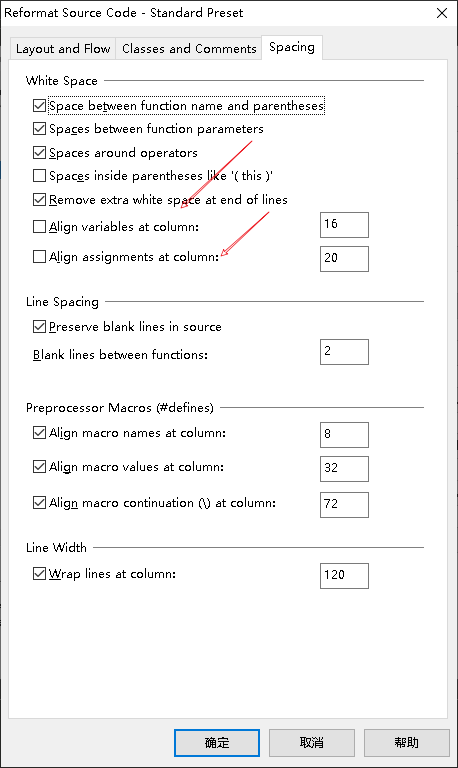 Reformat Source Code - Standard Preset
Layout and Flow
Classes and Comments
Spacing
White Space
Space between function name and parentheses
Spaces between function parameters
Spaces around operators
Spaces inside parentheses like '( this )'
Remove extra white space at end of lines
Align variables at column: 16
Align assignments at column: 20
Line Spacing
Preserve blank lines in source
Blank lines between functions: 2
Preprocessor Macros (#defines)
Align macro names at column: 8
Align macro values at column: 32
Align macro continuation (\) at column: 72
Line Width
Wrap lines at column: 120
确定
取消
帮助